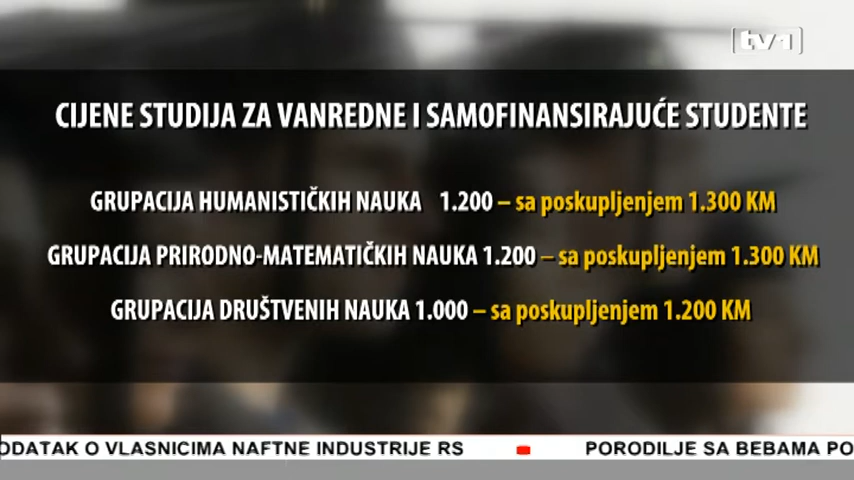 tv1
CIJENE STUDIJA ZA VANREDNE I SAMOFINANSIRAJUĆE STUDENTE
GRUPACIJA HUMANISTIČKIH NAUKA 1.200 – sa poskupljenjem 1.300 KM
GRUPACIJA PRIRODNO-MATEMATIČKIH NAUKA 1.200 – sa poskupljenjem 1.300 KM
GRUPACIJA DRUŠTVENIH NAUKA 1.000 – sa poskupljenjem 1.200 KM
ODATAK O VLASNICIMA NAFTNE INDUSTRIJE RS PORODILJE SA BEBAMA PO